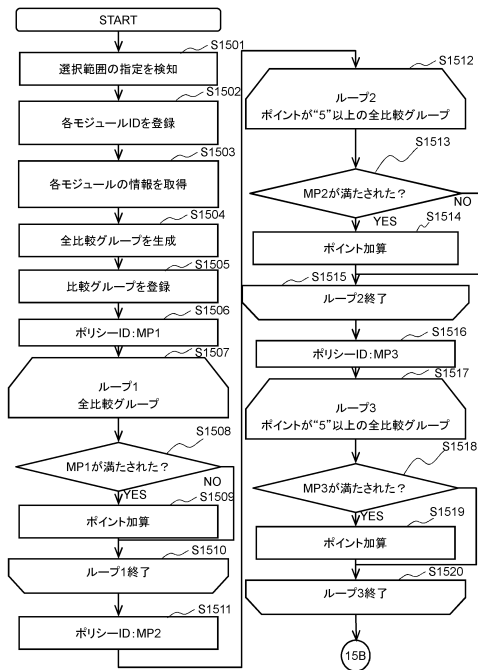 START
S1501
選択範囲の指定を検知
S1502
各モジュールIDを登録
S1503
各モジュールの情報を取得
S1504
全比較グループを生成
S1505
比較グループを登録
S1506
ポリシーID:MP1
S1507
ループ1
全比較グループ
S1508
MP1が満たされた?
NO
YES
S1509
ポイント加算
S1510
ループ1終了
S1511
ポリシーID:MP2
S1512
ループ2
ポイントが“5”以上の全比較グループ
S1513
MP2が満たされた?
NO
YES
S1514
ポイント加算
S1515
ループ2終了
S1516
ポリシーID:MP3
S1517
ループ3
ポイントが“5”以上の全比較グループ
S1518
MP3が満たされた?
YES
S1519
ポイント加算
S1520
ループ3終了
15B